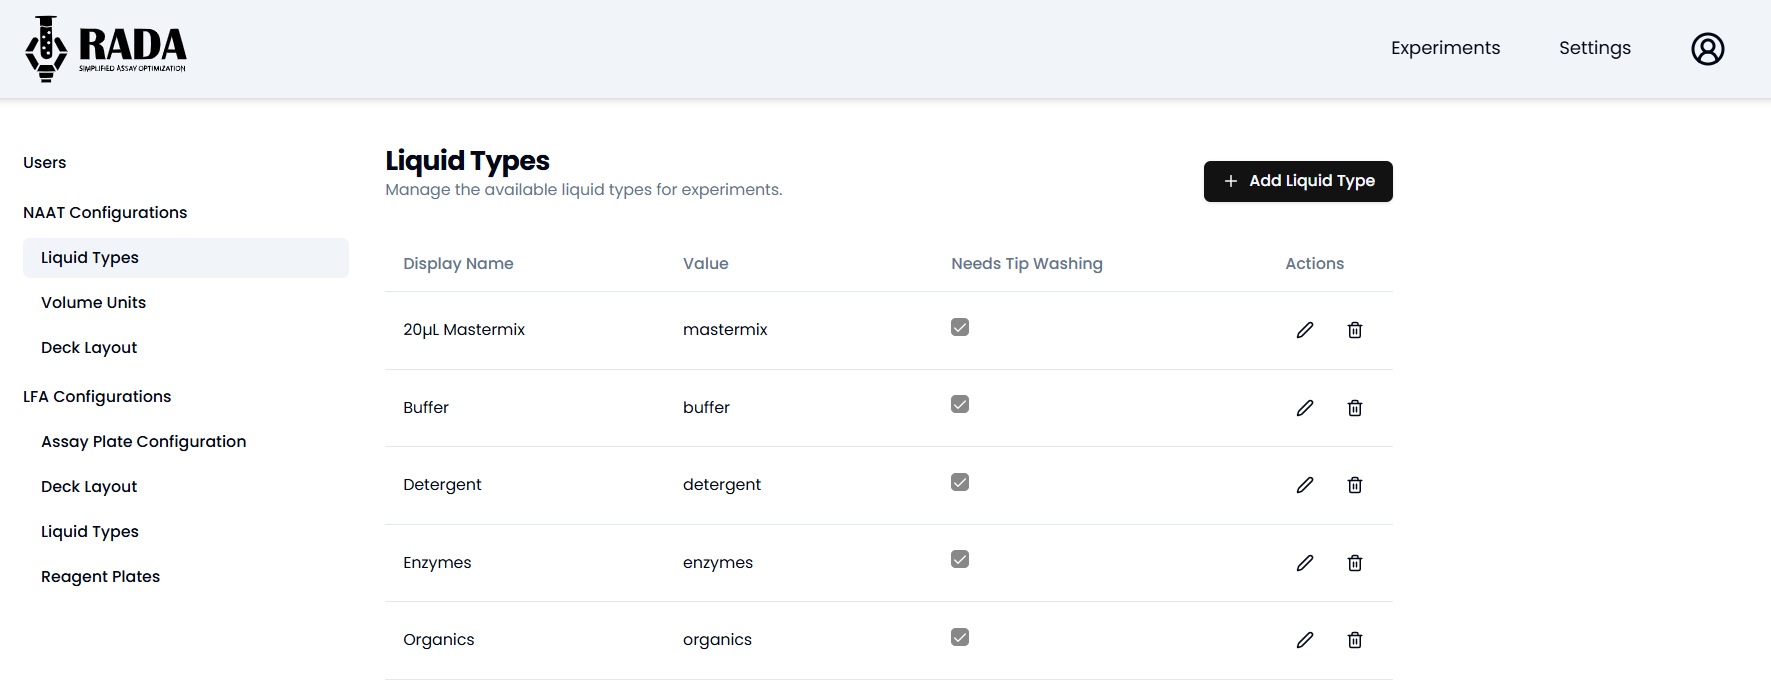 RADA
SIMPLIFIED ASSAY OPTIMIZATION
Experiments
Settings
Users
NAAT Configurations
Liquid Types
Volume Units
Deck Layout
LFA Configurations
Assay Plate Configuration
Deck Layout
Liquid Types
Reagent Plates
Liquid Types
Manage the available liquid types for experiments.
+ Add Liquid Type
Display Name Value Needs Tip Washing Actions
20µL Mastermix mastermix
Buffer buffer
Detergent detergent
Enzymes enzymes
Organics organics